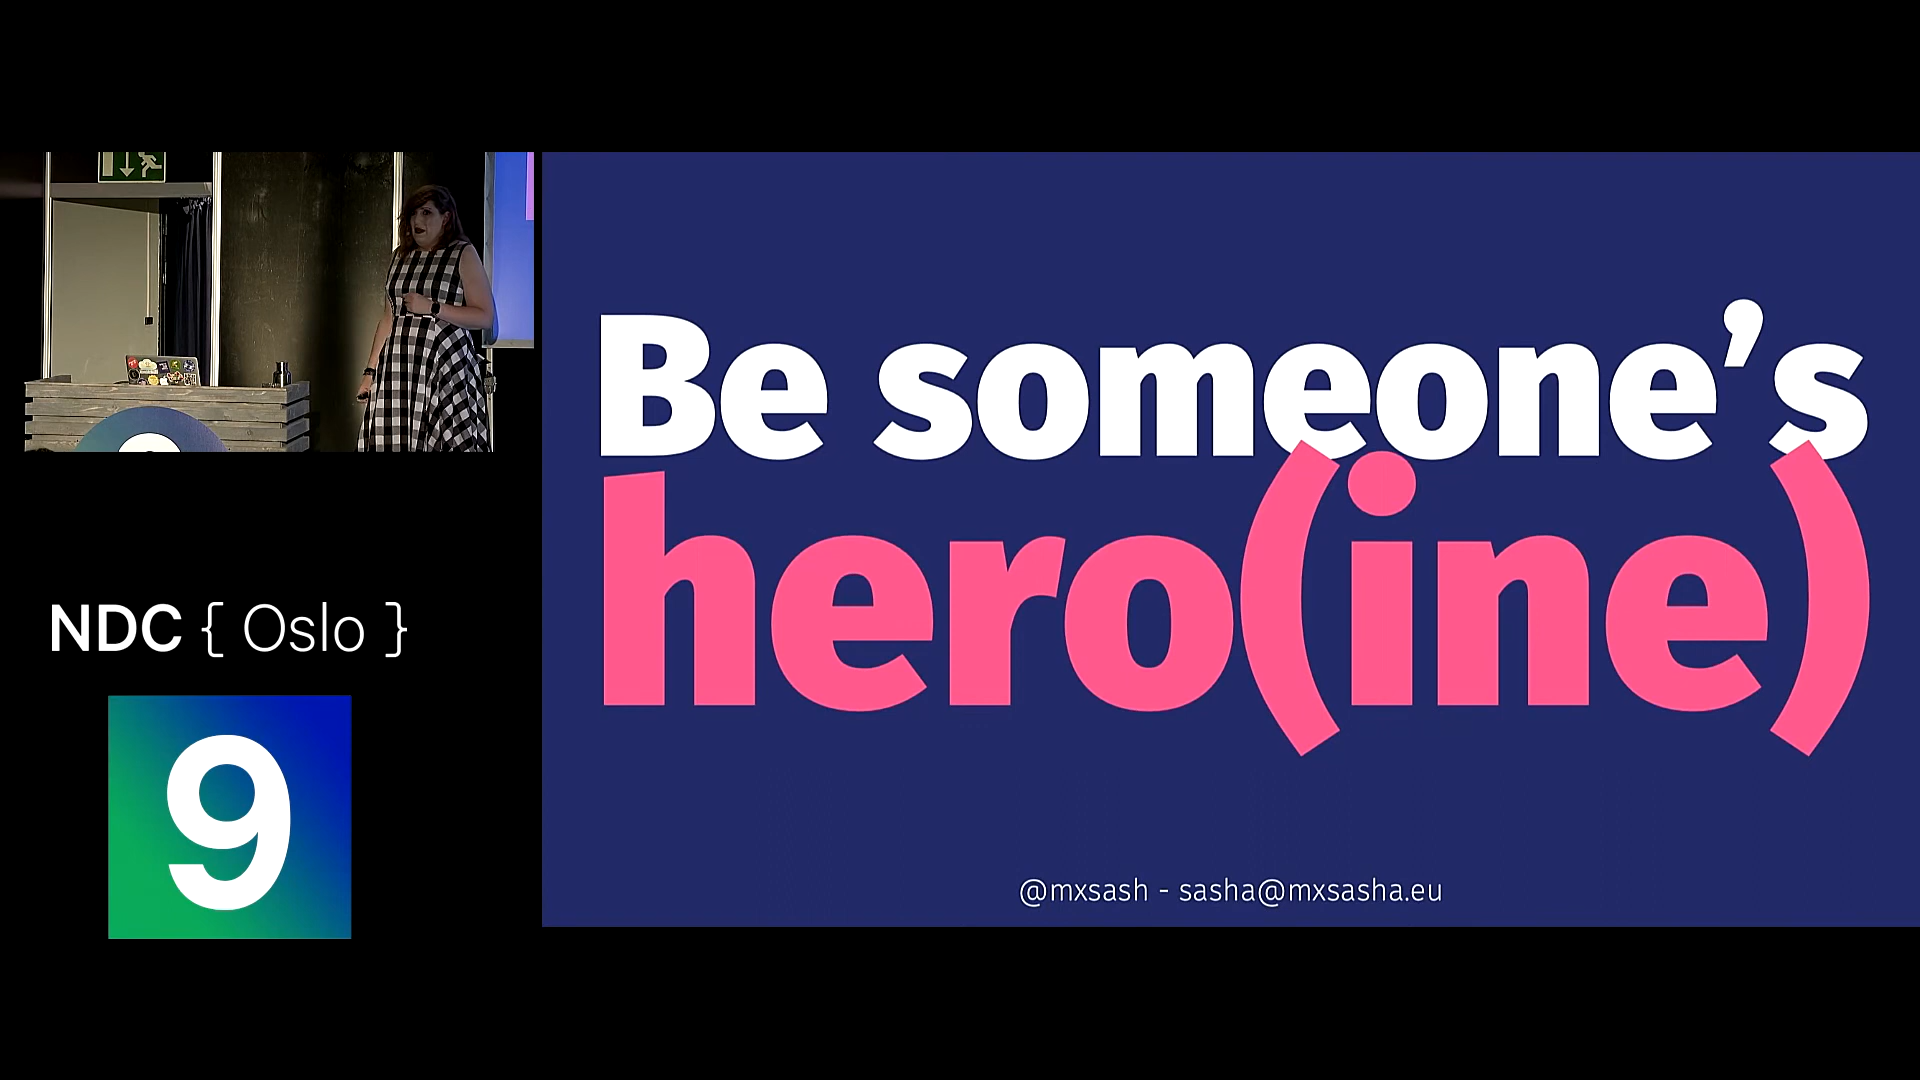 NDC { Oslo }
9
Be someone’s
hero(ine)
@mxsash - sasha@mxsasha.eu